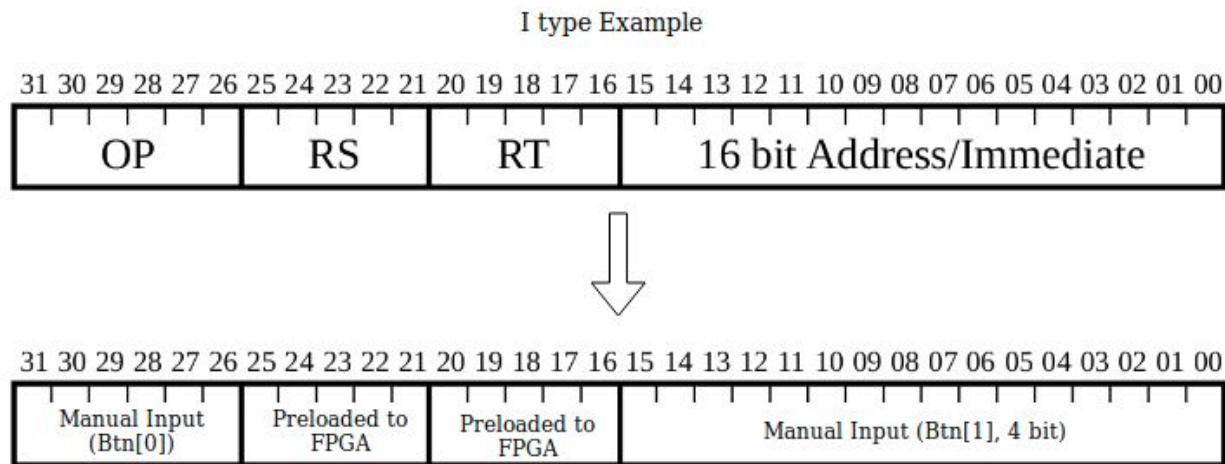 I type Example
31 30 29 28 27 26 25 24 23 22 21 20 19 18 17 16 15 14 13 12 11 10 09 08 07 06 05 04 03 02 01 00
OP RS RT 16 bit Address/Immediate
31 30 29 28 27 26 25 24 23 22 21 20 19 18 17 16 15 14 13 12 11 10 09 08 07 06 05 04 03 02 01 00
Manual Input
(Btn[0])
Preloaded to
FPGA
Preloaded to
FPGA
Manual Input (Btn[1], 4 bit)